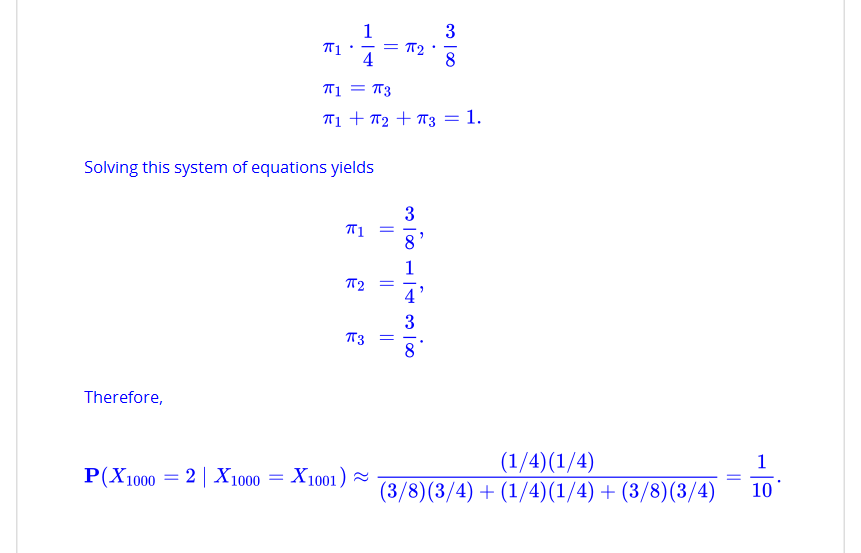 π₁ · 1/4 = π₂ · 3/8
π₁ = π₃
π₁ + π₂ + π₃ = 1.
Solving this system of equations yields
π₁ = 3/8,
π₂ = 1/4,
π₃ = 3/8.
Therefore,
P(X₁₀₀₀ = 2 | X₁₀₀₀ = X₁₀₀₁) ≈ (1/4)(1/4) / (3/8)(3/4) + (1/4)(1/4) + (3/8)(3/4) = 1/10.